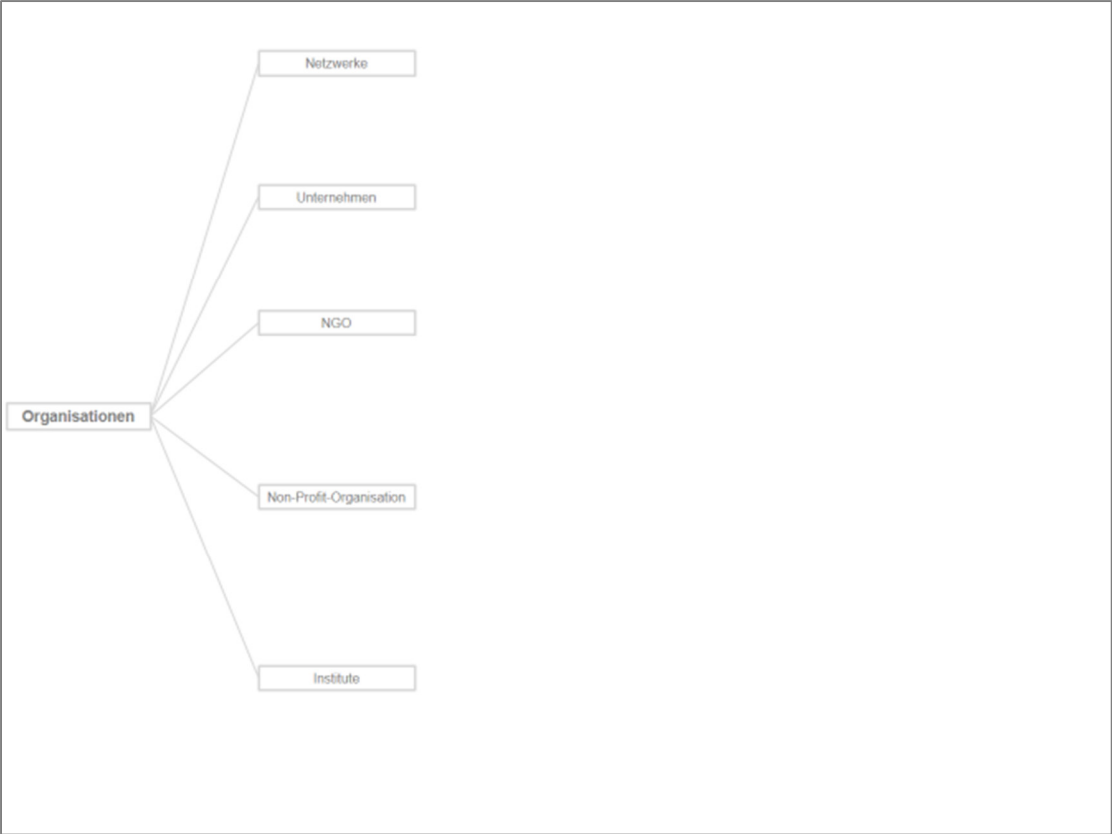 Netzwerke
Unternehmen
NGO
Organisationen
Non-Profit-Organisation
Institute